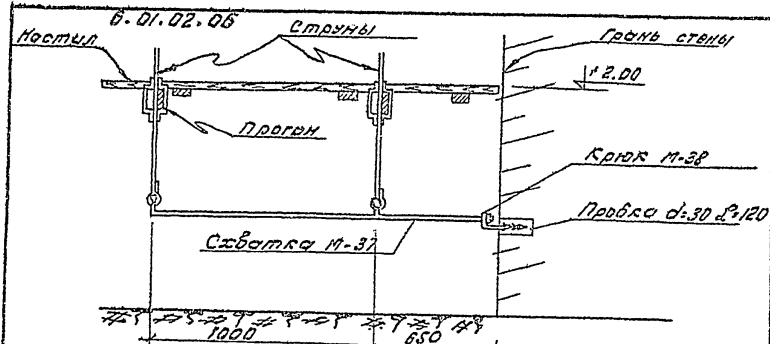 6.01.02.06
Струны
Настил
Грань стены
+2.00
Прогон
Крюк М-38
Пробка d=30 ℓ=120
Схватка М-37
1000
650